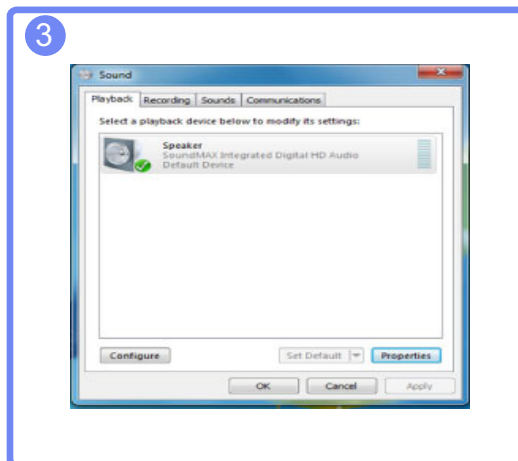 3
Sound
Playback Recording Sounds Communications
Select a playback device below to modify its settings:
Speaker
SoundMAX Integrated Digital HD Audio
Default Device
Configure Set Default Properties
OK Cancel Apply